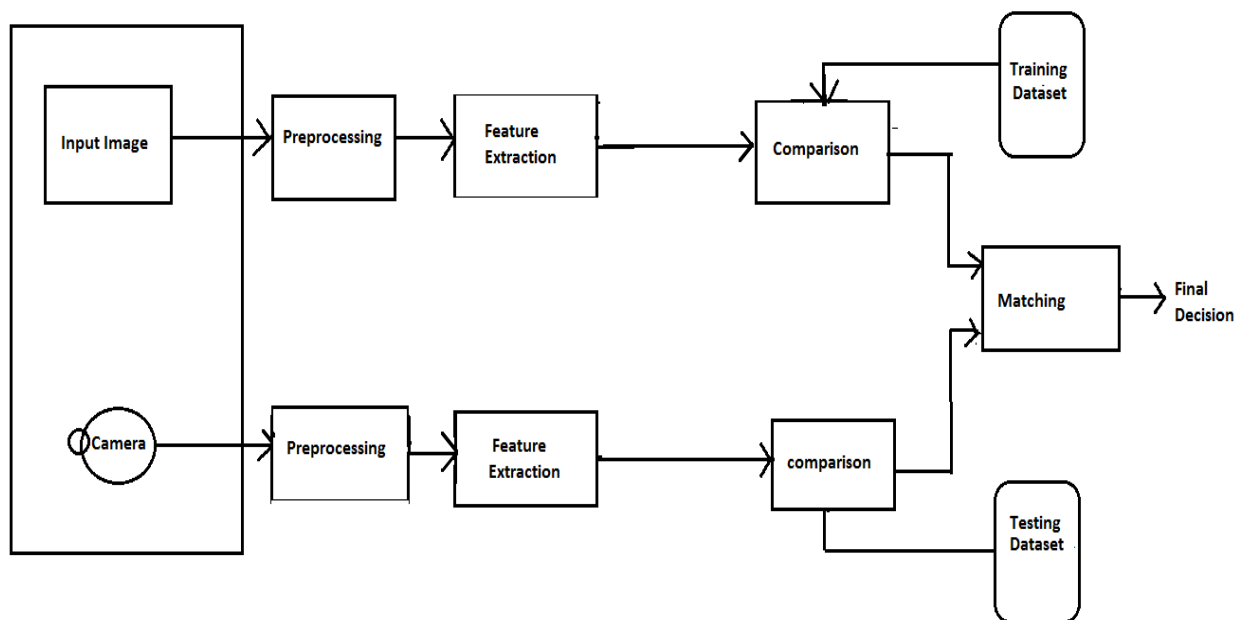 Input Image
Preprocessing
Feature
Extraction
Comparison
Training
Dataset
Matching
Final
Decision
Camera
Preprocessing
Feature
Extraction
comparison
Testing
Dataset